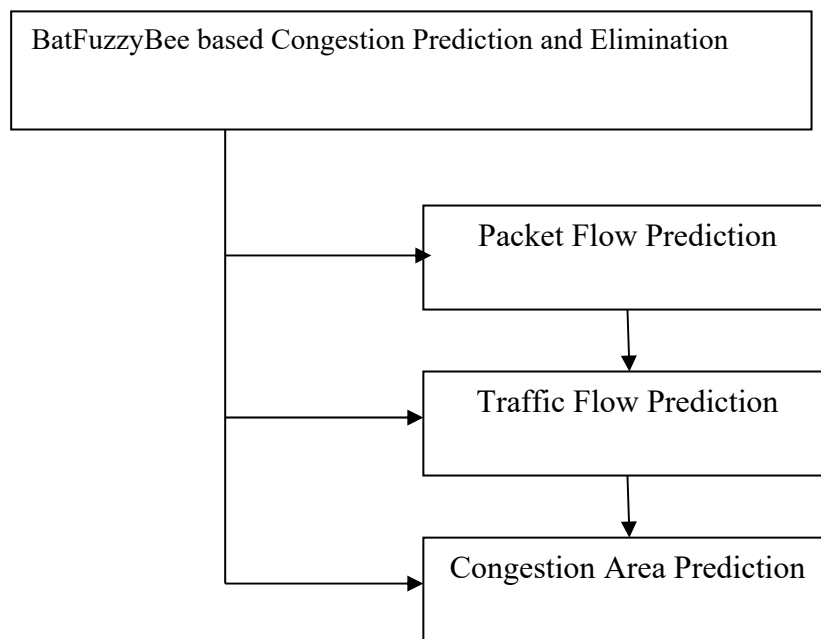 BatFuzzyBee based Congestion Prediction and Elimination
Packet Flow Prediction
Traffic Flow Prediction
Congestion Area Prediction